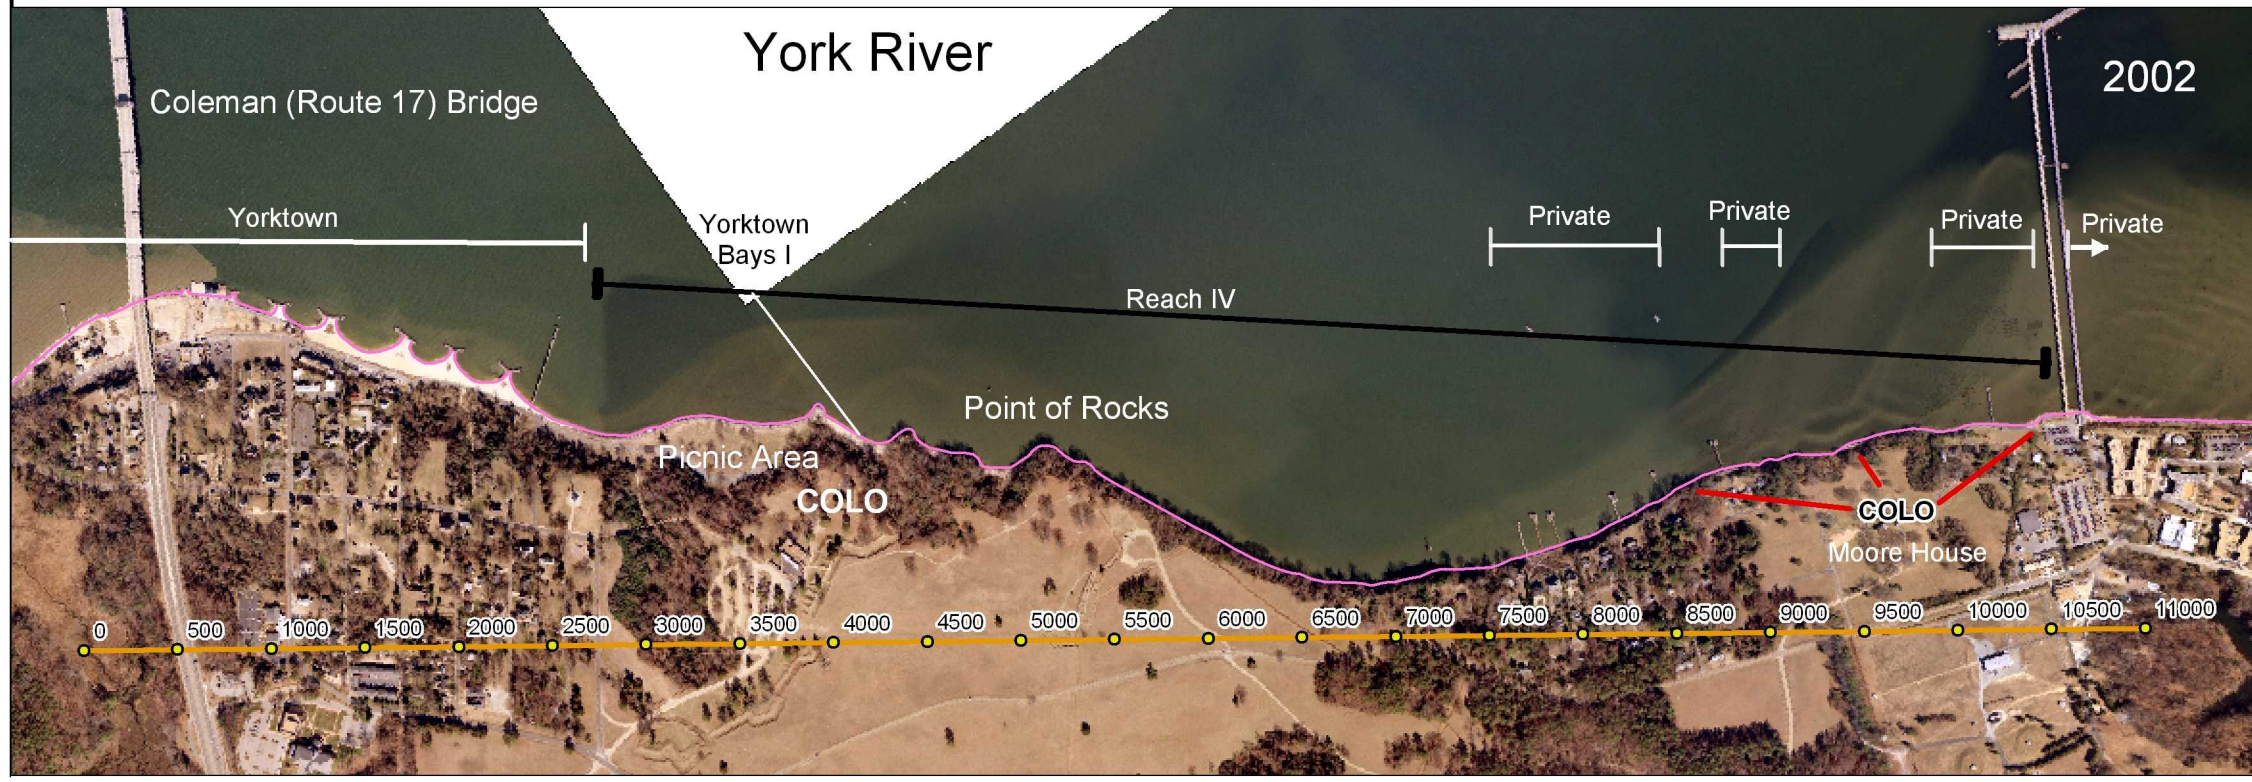 York River
2002
Coleman (Route 17) Bridge
Yorktown
Yorktown
Bays I
Private
Private
Private
Private
Reach IV
Point of Rocks
Picnic Area
COLO
COLO
Moore House
0
500
1000
1500
2000
2500
3000
3500
4000
4500
5000
5500
6000
6500
7000
7500
8000
8500
9000
9500
10000
10500
11000